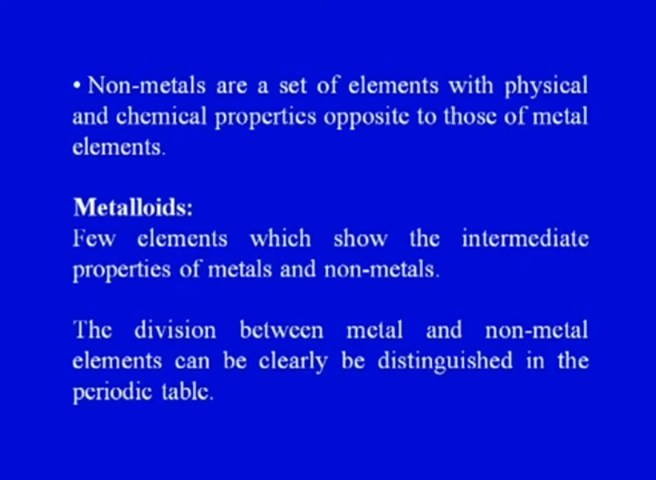 • Non-metals are a set of elements with physical
and chemical properties opposite to those of metal
elements.
Metalloids:
Few elements which show the intermediate
properties of metals and non-metals.
The division between metal and non-metal
elements can be clearly be distinguished in the
periodic table.